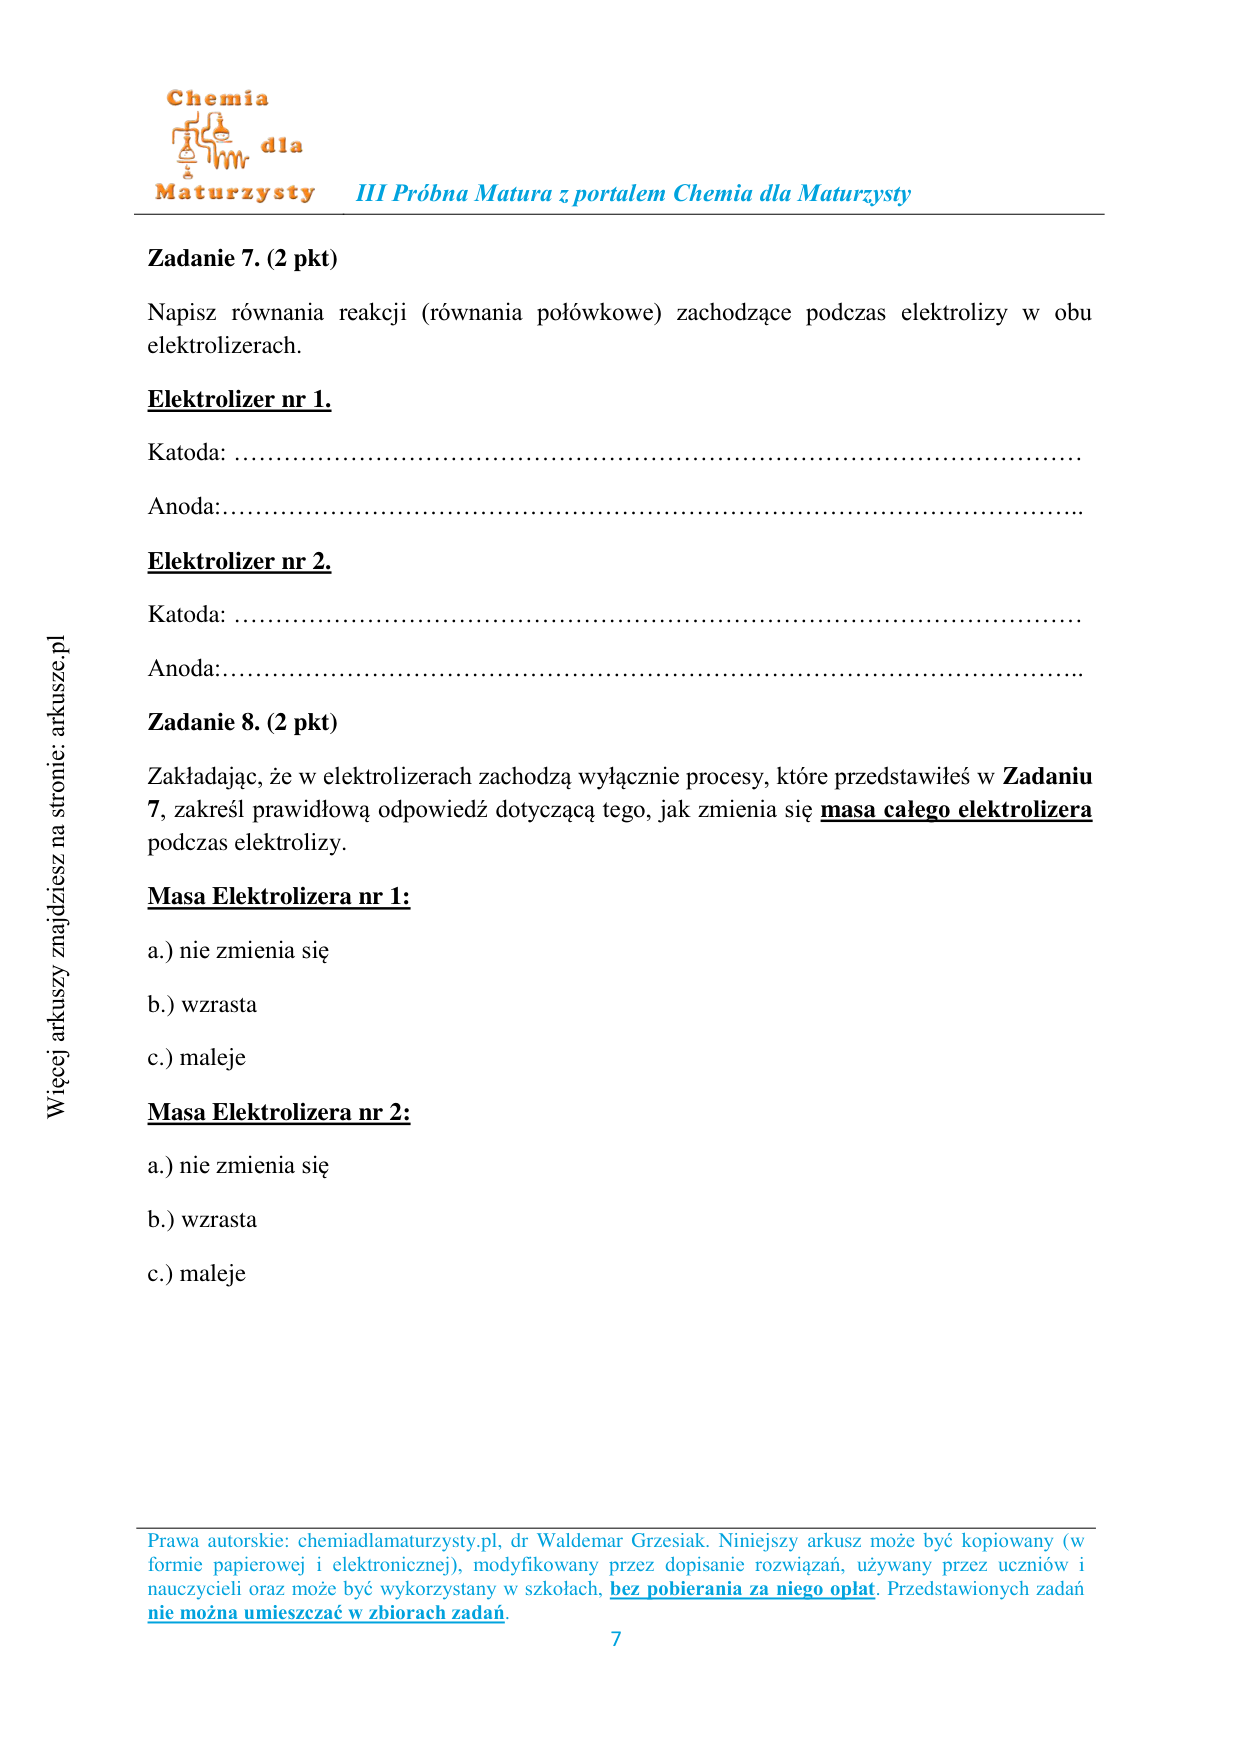 Chemia
dla
Maturzysty
III Próbna Matura z portalem Chemia dla Maturzysty
Zadanie 7. (2 pkt)
Napisz równania reakcji (równania połówkowe) zachodzące podczas elektrolizy w obu
elektrolizerach.
Elektrolizer nr 1.
Katoda: …………………………………………………………………………………………
Anoda:…………………………………………………………………………………………..
Elektrolizer nr 2.
Katoda: …………………………………………………………………………………………
Anoda:…………………………………………………………………………………………..
Zadanie 8. (2 pkt)
Zakładając, że w elektrolizerach zachodzą wyłącznie procesy, które przedstawiłeś w Zadaniu
7, zakreśl prawidłową odpowiedź dotyczącą tego, jak zmienia się masa całego elektrolizera
podczas elektrolizy.
Masa Elektrolizera nr 1:
a.) nie zmienia się
b.) wzrasta
c.) maleje
Masa Elektrolizera nr 2:
a.) nie zmienia się
b.) wzrasta
c.) maleje
Więcej arkuszy znajdziesz na stronie: arkusze.pl
Prawa autorskie: chemiadlamaturzysty.pl, dr Waldemar Grzesiak. Niniejszy arkusz może być kopiowany (w
formie papierowej i elektronicznej), modyfikowany przez dopisanie rozwiązań, używany przez uczniów i
nauczycieli oraz może być wykorzystany w szkołach, bez pobierania za niego opłat. Przedstawionych zadań
nie można umieszczać w zbiorach zadań.
7